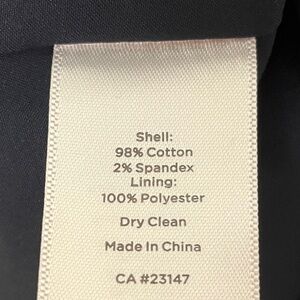 Shell:
98% Cotton
2% Spandex
Lining:
100% Polyester
Dry Clean
Made In China
CA #23147